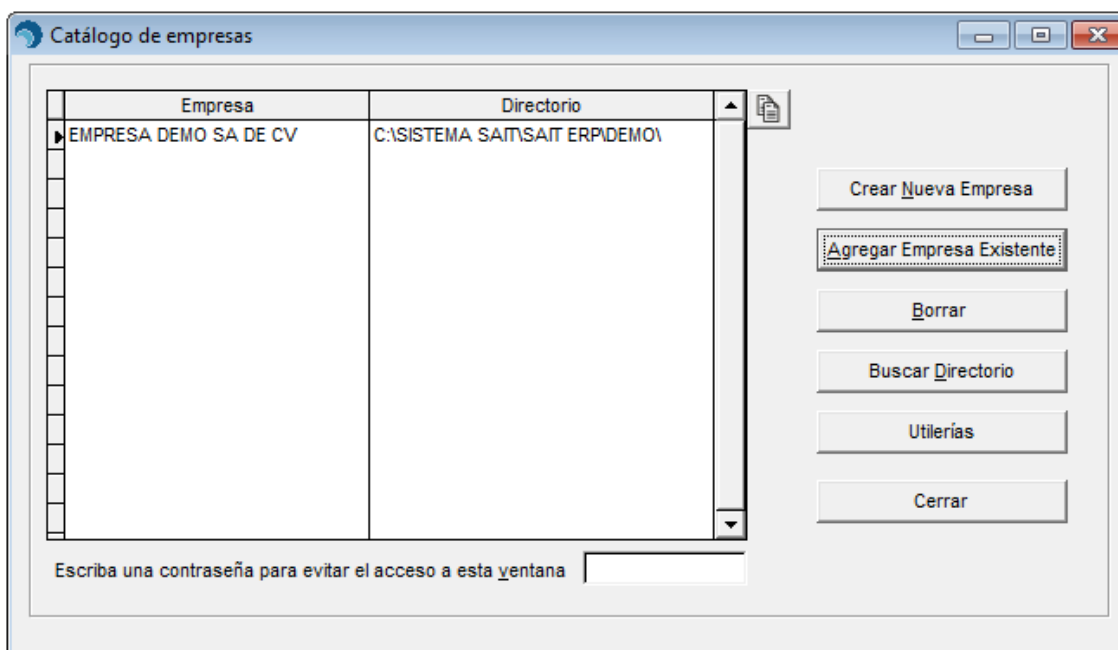 Catálogo de empresas
Empresa Directorio
EMPRESA DEMO SA DE CV C:\SISTEMA SAIT\SAIT ERP\DEMO\
Crear Nueva Empresa
Agregar Empresa Existente
Borrar
Buscar Directorio
Utilerías
Cerrar
Escriba una contraseña para evitar el acceso a esta ventana